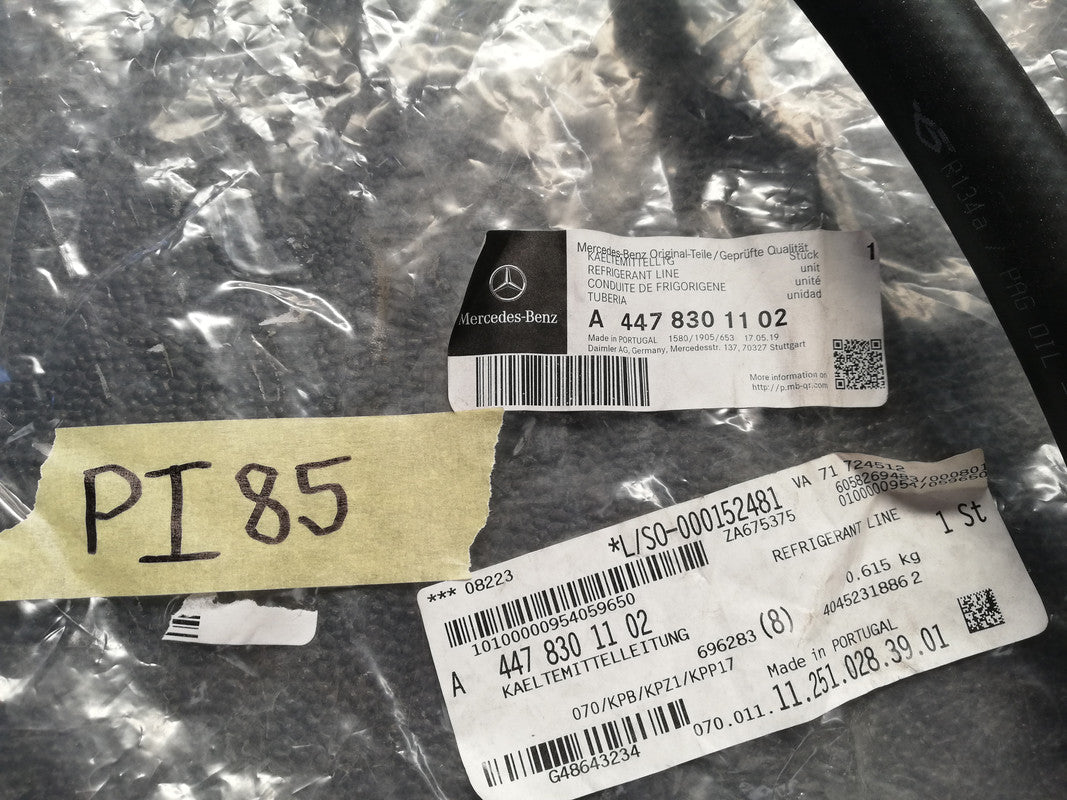 R134a / PAG OIL
Mercedes-Benz
Mercedes-Benz Original-Teile/Geprüfte Qualität
1
KAELTEMITTELLTG
Stück
REFRIGERANT LINE
unit
CONDUITE DE FRIGORIGENE
unité
TUBERIA
unidad
A 447 830 11 02
Made in PORTUGAL 1580/1905/653 17.05.19
Daimler AG, Germany, Mercedesstr. 137, 70327 Stuttgart
More information on
http://p.mb-qr.com
PI 85
*** 08223
*L/SO-000152481
VA 71 724512
ZA675375
REFRIGERANT LINE
1 St
10100000954059650
0.615 kg
A 447 830 11 02
4045231886 2
KAELTEMITTELLEITUNG
696283 (8)
Made in PORTUGAL
070/KPB/KPZ1/KPP17
070.011.11.251.028.39.01
G48643234